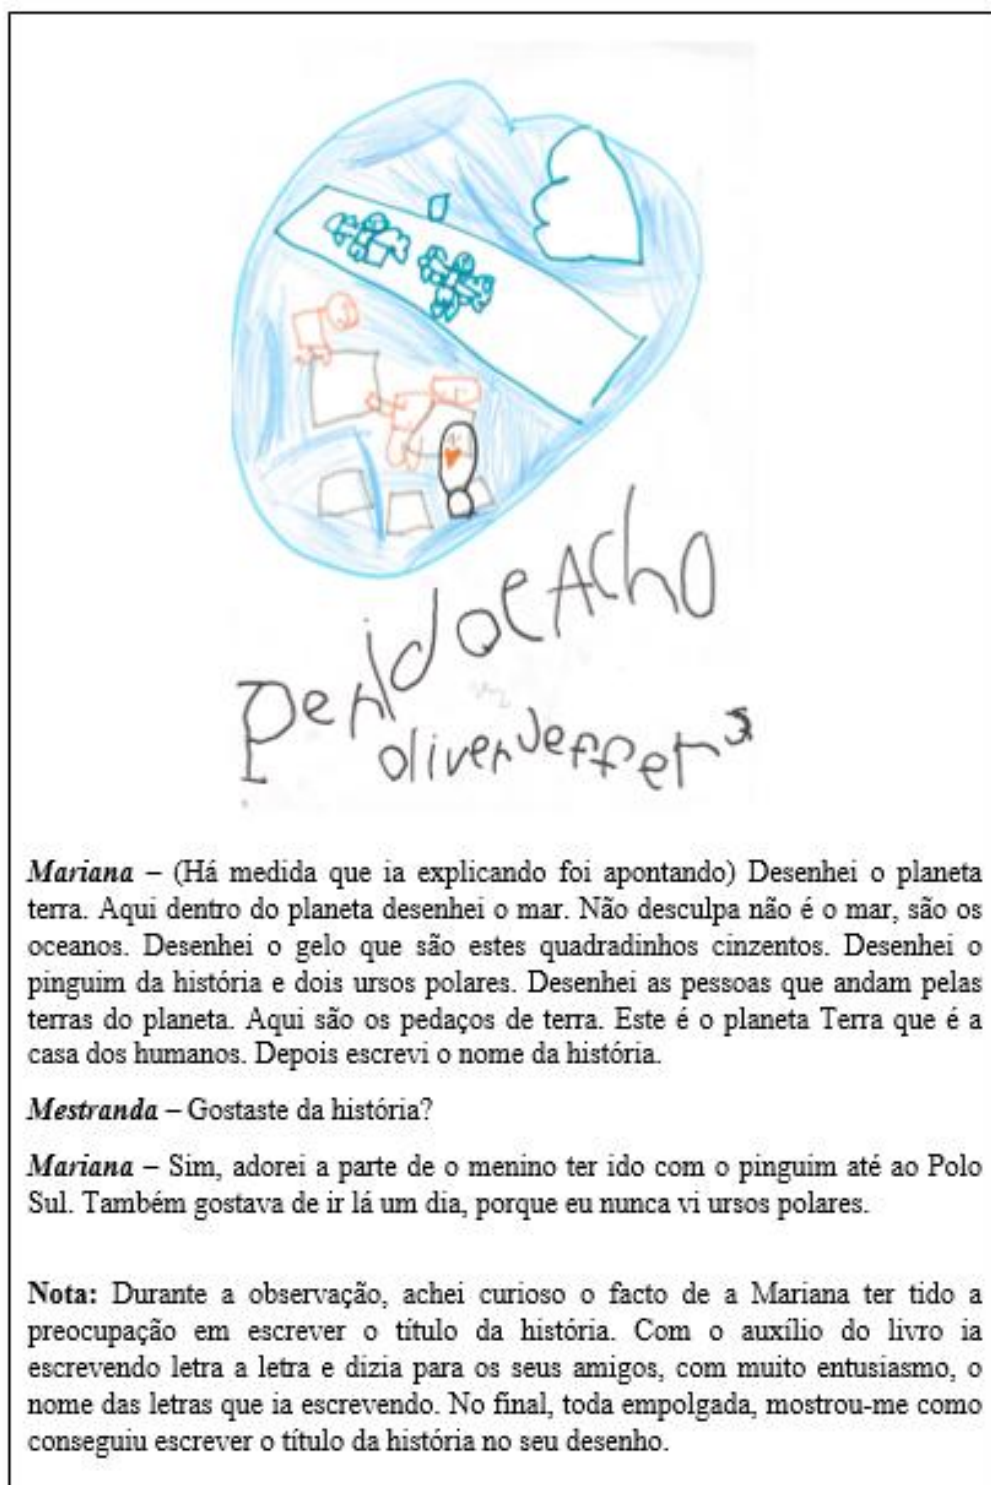 PerdidoeAchO
oliverJeffers
Mariana – (Há medida que ia explicando foi apontando) Desenhei o planeta
terra. Aqui dentro do planeta desenhei o mar. Não desculpa não é o mar, são os
oceanos. Desenhei o gelo que são estes quadradinhos cinzentos. Desenhei o
pinguim da história e dois ursos polares. Desenhei as pessoas que andam pelas
terras do planeta. Aqui são os pedaços de terra. Este é o planeta Terra que é a
casa dos humanos. Depois escrevi o nome da história.
Mestranda – Gostaste da história?
Mariana – Sim, adorei a parte de o menino ter ido com o pinguim até ao Polo
Sul. Também gostava de ir lá um dia, porque eu nunca vi ursos polares.
Nota: Durante a observação, achei curioso o facto de a Mariana ter tido a
preocupação em escrever o título da história. Com o auxílio do livro ia
escrevendo letra a letra e dizia para os seus amigos, com muito entusiasmo, o
nome das letras que ia escrevendo. No final, toda empolgada, mostrou-me como
conseguiu escrever o título da história no seu desenho.